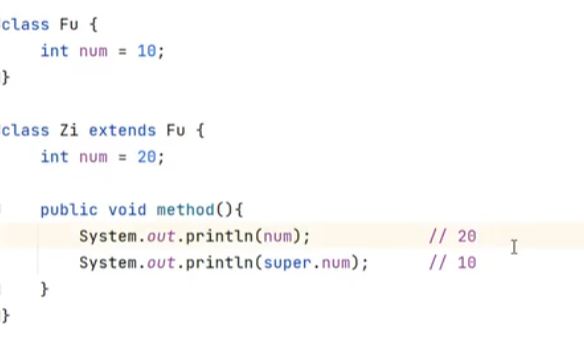 class Fu {
    int num = 10;
}
class Zi extends Fu {
    int num = 20;
    public void method(){
        System.out.println(num);            // 20
        System.out.println(super.num);      // 10
    }
}